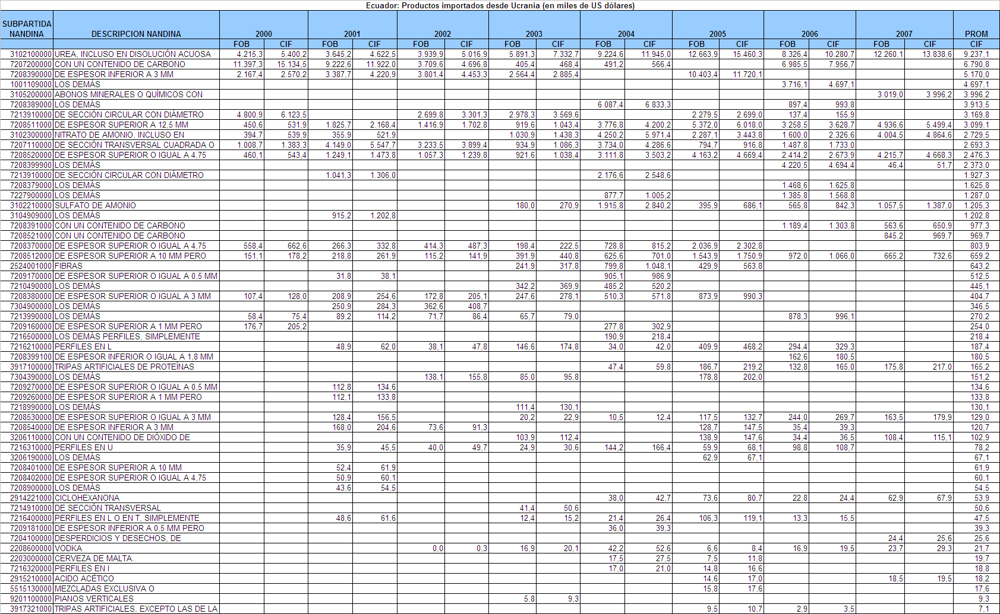 Ecuador: Productos importados desde Ucrania (en miles de US dólares)
SUBPARTIDA NANDINA DESCRIPCION NANDINA 2000 2001 2002 2003 2004 2005 2006 2007 PROM
FOB CIF FOB CIF FOB CIF FOB CIF FOB CIF FOB CIF FOB CIF FOB CIF CIF
3102100000 UREA, INCLUSO EN DISOLUCIÓN ACUOSA 4.215,3 5.400,2 3.645,2 4.622,5 3.939,9 5.016,9 5.891,3 7.332,7 9.224,6 11.945,0 12.663,9 15.460,3 8.326,4 10.280,7 12.260,1 13.838,6 9.237,1
7207200000 CON UN CONTENIDO DE CARBONO 11.397,3 15.134,5 9.222,6 11.922,0 3.709,6 4.696,8 405,4 468,4 491,2 566,4 6.985,5 7.956,7 6.790,8
7208390000 DE ESPESOR INFERIOR A 3 MM 2.167,4 2.570,2 3.387,7 4.220,9 3.801,4 4.453,3 2.564,4 2.885,4 10.403,4 11.720,1 5.170,0
1001109000 LOS DEMÁS 3.716,1 4.697,1 4.697,1
3105200000 ABONOS MINERALES O QUÍMICOS CON 3.019,0 3.996,2 3.996,2
7208389000 LOS DEMÁS 6.087,4 6.833,3 897,4 993,8 3.913,5
7213910000 DE SECCIÓN CIRCULAR CON DIÁMETRO 4.800,9 6.123,5 2.699,8 3.301,3 2.978,3 3.569,6 2.279,5 2.699,0 137,4 155,9 3.169,8
7208511000 DE ESPESOR SUPERIOR A 12,5 MM 450,6 531,9 1.825,7 2.168,4 1.416,9 1.702,8 919,6 1.043,4 3.776,8 4.200,2 5.372,0 6.018,0 3.258,5 3.628,7 4.936,6 5.499,4 3.099,1
3102300000 NITRATO DE AMONIO, INCLUSO EN 394,7 539,9 355,9 521,9 1.030,9 1.438,3 4.250,2 5.971,4 2.287,1 3.443,8 1.600,0 2.326,6 4.004,5 4.864,6 2.729,5
7207110000 DE SECCIÓN TRANSVERSAL CUADRADA O 1.008,7 1.383,3 4.149,0 5.547,7 3.233,5 3.899,4 934,9 1.086,3 3.734,0 4.286,6 794,7 916,8 1.487,8 1.733,0 2.693,3
7208520000 DE ESPESOR SUPERIOR O IGUAL A 4,75 460,1 543,4 1.249,1 1.473,8 1.057,3 1.239,8 921,6 1.038,4 3.111,8 3.503,2 4.163,2 4.669,4 2.414,2 2.673,9 4.215,7 4.668,3 2.476,3
7208399900 LOS DEMÁS 4.220,5 4.694,4 46,4 51,7 2.373,0
7213910000 DE SECCIÓN CIRCULAR CON DIÁMETRO 1.041,3 1.306,0 2.176,6 2.548,6 1.927,3
7208379000 LOS DEMÁS 1.468,6 1.625,8 1.625,8
7227900000 LOS DEMÁS 877,7 1.005,2 1.385,8 1.568,8 1.287,0
3102210000 SULFATO DE AMONIO 180,0 270,9 1.915,8 2.840,2 395,9 686,1 565,8 842,3 1.057,5 1.387,0 1.205,3
3104909000 LOS DEMÁS 915,2 1.202,8 1.202,8
7208391000 CON UN CONTENIDO DE CARBONO 1.189,4 1.303,8 563,6 650,9 977,3
7208521000 CON UN CONTENIDO DE CARBONO 845,2 969,7 969,7
7208370000 DE ESPESOR SUPERIOR O IGUAL A 4,75 558,4 662,6 266,3 332,8 414,3 487,3 198,4 222,5 728,8 815,2 2.036,9 2.302,8 803,9
7208512000 DE ESPESOR SUPERIOR A 10 MM PERO 151,1 178,2 218,8 261,9 115,2 141,9 391,9 440,8 625,6 701,0 1.543,9 1.750,9 972,0 1.066,0 665,2 732,6 659,2
2524001000 FIBRAS 241,9 317,8 799,8 1.048,1 429,9 563,8 643,2
7209170000 DE ESPESOR SUPERIOR O IGUAL A 0,5 MM 31,8 38,1 905,1 986,9 512,5
7210490000 LOS DEMÁS 342,2 369,9 485,2 520,2 445,1
7208380000 DE ESPESOR SUPERIOR O IGUAL A 3 MM 107,4 128,0 208,9 254,6 172,8 205,1 247,6 278,1 510,3 571,8 873,9 990,3 404,7
7304900000 LOS DEMÁS 250,9 284,3 362,6 408,7 346,5
7213990000 LOS DEMÁS 58,4 75,4 89,2 114,2 71,7 86,4 65,7 79,0 878,3 996,1 270,2
7209160000 DE ESPESOR SUPERIOR A 1 MM PERO 176,7 205,2 277,8 302,9 254,0
7216500000 LOS DEMÁS PERFILES, SIMPLEMENTE 190,9 218,4 218,4
7216210000 PERFILES EN L 48,9 62,0 38,1 47,8 146,6 174,8 34,0 42,0 409,9 468,2 294,4 329,3 187,4
7208399100 DE ESPESOR INFERIOR O IGUAL A 1,8 MM 162,6 180,5 180,5
3917100000 TRIPAS ARTIFICIALES DE PROTEÍNAS 47,4 59,8 186,7 219,2 132,8 165,0 175,8 217,0 165,2
7304390000 LOS DEMÁS 138,1 155,8 85,0 95,8 178,8 202,0 151,2
7209270000 DE ESPESOR SUPERIOR O IGUAL A 0,5 MM 112,8 134,6 134,6
7209260000 DE ESPESOR SUPERIOR A 1 MM PERO 112,1 133,8 133,8
7218990000 LOS DEMÁS 111,4 130,1 130,1
7208530000 DE ESPESOR SUPERIOR O IGUAL A 3 MM 128,4 156,5 20,2 22,9 10,5 12,4 117,5 132,7 244,0 269,7 163,5 179,9 129,0
7208540000 DE ESPESOR INFERIOR A 3 MM 168,0 204,6 73,6 91,3 128,7 147,5 35,4 39,3 120,7
3206110000 CON UN CONTENIDO DE DIÓXIDO DE 103,9 112,4 138,9 147,6 34,4 36,5 108,4 115,1 102,9
7216310000 PERFILES EN U 35,9 45,5 40,0 49,7 24,9 30,6 144,2 166,4 59,9 68,1 98,8 108,7 78,2
3206190000 LOS DEMÁS 62,9 67,1 67,1
7208401000 DE ESPESOR SUPERIOR A 10 MM 52,4 61,9 61,9
7208402000 DE ESPESOR SUPERIOR O IGUAL A 4,75 50,9 60,1 60,1
7208900000 LOS DEMÁS 43,6 54,5 54,5
2914221000 CICLOHEXANONA 38,0 42,7 73,6 80,7 22,8 24,4 62,9 67,9 53,9
7214910000 DE SECCIÓN TRANSVERSAL 41,4 50,6 50,6
7216400000 PERFILES EN L O EN T, SIMPLEMENTE 48,6 61,6 12,4 15,2 21,4 26,4 106,3 119,1 13,3 15,5 47,5
7209181000 DE ESPESOR INFERIOR A 0,5 MM PERO 36,0 39,3 39,3
7204100000 DESPERDICIOS Y DESECHOS, DE 24,4 25,6 25,6
2208600000 VODKA 0,0 0,3 16,9 20,1 42,2 52,6 6,6 8,4 16,9 19,5 23,7 29,3 21,7
2203000000 CERVEZA DE MALTA. 17,5 27,5 7,5 11,8 19,7
7216320000 PERFILES EN I 17,0 21,0 14,8 16,6 18,8
2915210000 ACIDO ACÉTICO 14,6 17,0 18,5 19,5 18,2
5515130000 MEZCLADAS EXCLUSIVA O 15,8 17,6 17,6
9201100000 PIANOS VERTICALES 5,8 9,3 9,3
3917321000 TRIPAS ARTIFICIALES, EXCEPTO LAS DE LA 9,5 10,7 2,9 3,5 7,1